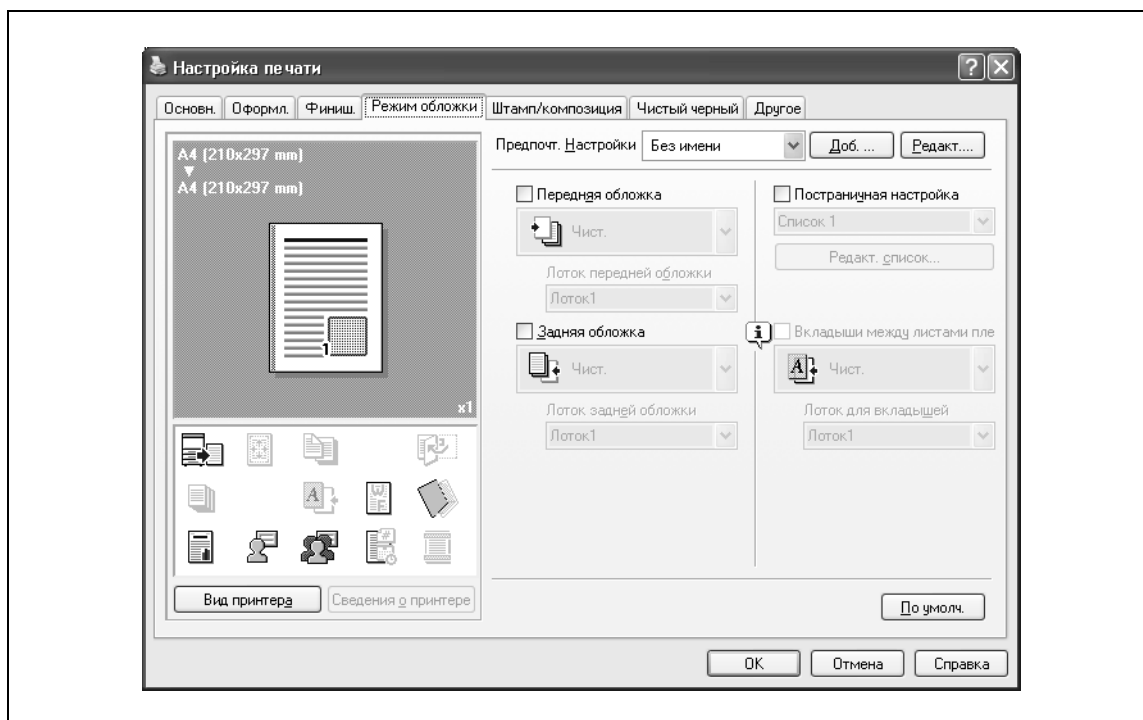 Настройка печати
Основн. Оформл. Финиш. Режим обложки Штамп/композиция Чистый черный Другое
A4 (210x297 mm)
A4 (210x297 mm)
1
x1
Вид принтера Сведения о принтере
Предпочт. Настройки Без имени Доб. ... Редакт....
Передняя обложка
Чист.
Лоток передней обложки
Лоток1
Задняя обложка
Чист.
Лоток задней обложки
Лоток1
Постраничная настройка
Список 1
Редакт. список...
Вкладыши между листами пле
Чист.
Лоток для вкладышей
Лоток1
По умолч.
OK Отмена Справка